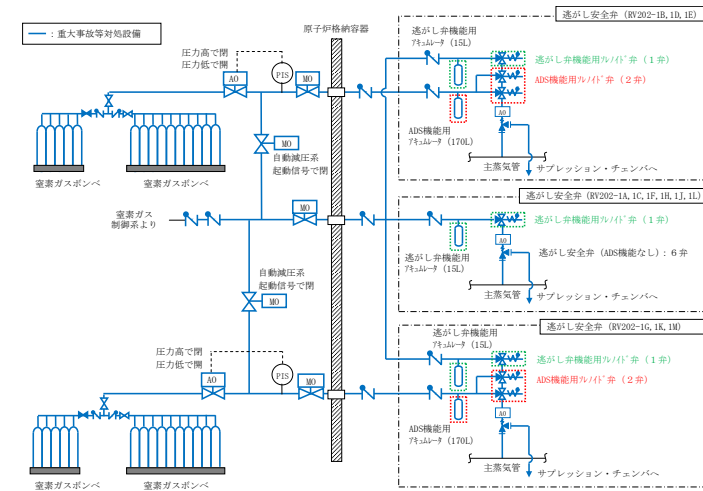 ：重大事故等対処設備
原子炉格納容器
逃がし安全弁 (RV202-1B, 1D, 1E)
圧力高で閉
圧力低で開
AO
PIS
MO
逃がし弁機能用
ｱｷｭﾑﾚｰﾀ (15L)
逃がし弁機能用ｿﾚﾉｲﾄﾞ弁 (1弁)
ADS機能用ｿﾚﾉｲﾄﾞ弁 (2弁)
AO
ADS機能用
ｱｷｭﾑﾚｰﾀ (170L)
主蒸気管
サプレッション・チェンバへ
窒素ガスボンベ
窒素ガスボンベ
MO
自動減圧系
起動信号で閉
窒素ガス
制御系より
MO
逃がし安全弁 (RV202-1A, 1C, 1F, 1H, 1J, 1L)
逃がし弁機能用ｿﾚﾉｲﾄﾞ弁 (1弁)
逃がし弁機能用
ｱｷｭﾑﾚｰﾀ
(15L)
AO
逃がし安全弁 (ADS機能なし)：6弁
主蒸気管
サプレッション・チェンバへ
自動減圧系
起動信号で閉
MO
逃がし安全弁 (RV202-1G, 1K, 1M)
圧力高で閉
圧力低で開
AO
PIS
MO
逃がし弁機能用
ｱｷｭﾑﾚｰﾀ (15L)
逃がし弁機能用ｿﾚﾉｲﾄﾞ弁 (1弁)
ADS機能用ｿﾚﾉｲﾄﾞ弁 (2弁)
AO
ADS機能用
ｱｷｭﾑﾚｰﾀ (170L)
主蒸気管
サプレッション・チェンバへ
窒素ガスボンベ
窒素ガスボンベ